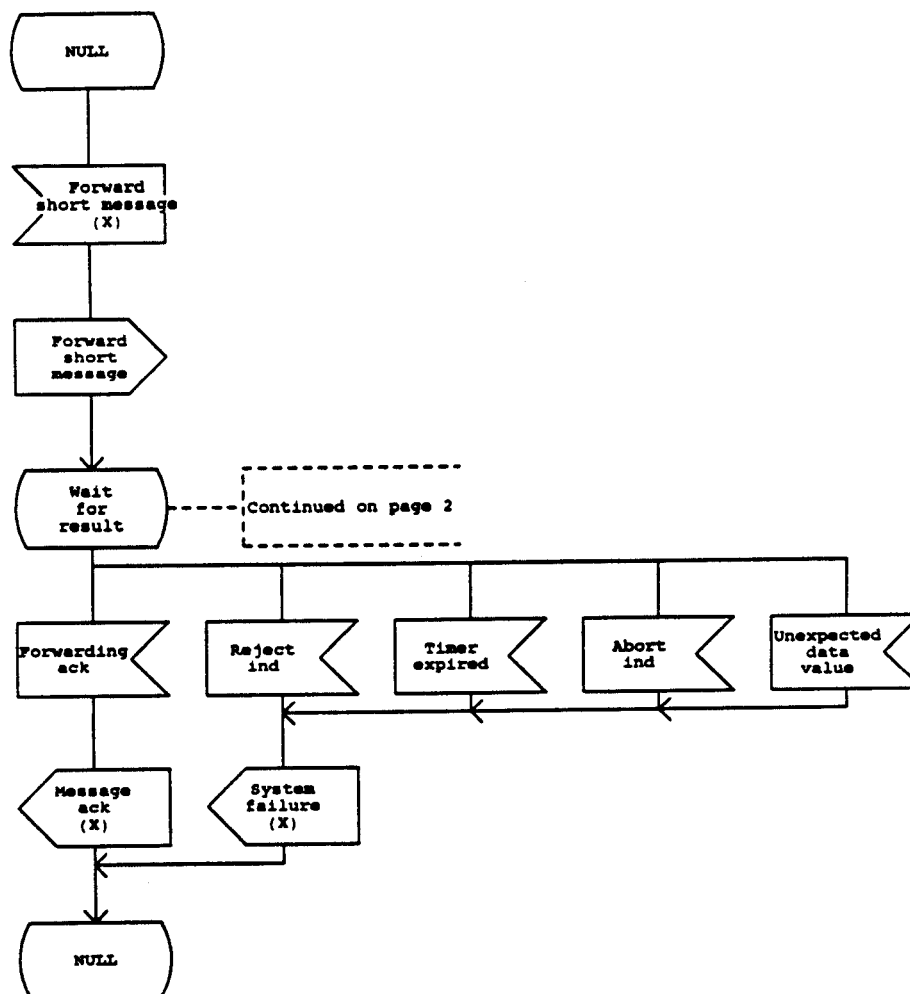 NULL
Forward
short message
(X)
Forward
short
message
Wait
for
result
Continued on page 2
Forwarding
ack
Reject
ind
Timer
expired
Abort
ind
Unexpected
data
value
Message
ack
(X)
System
failure
(X)
NULL